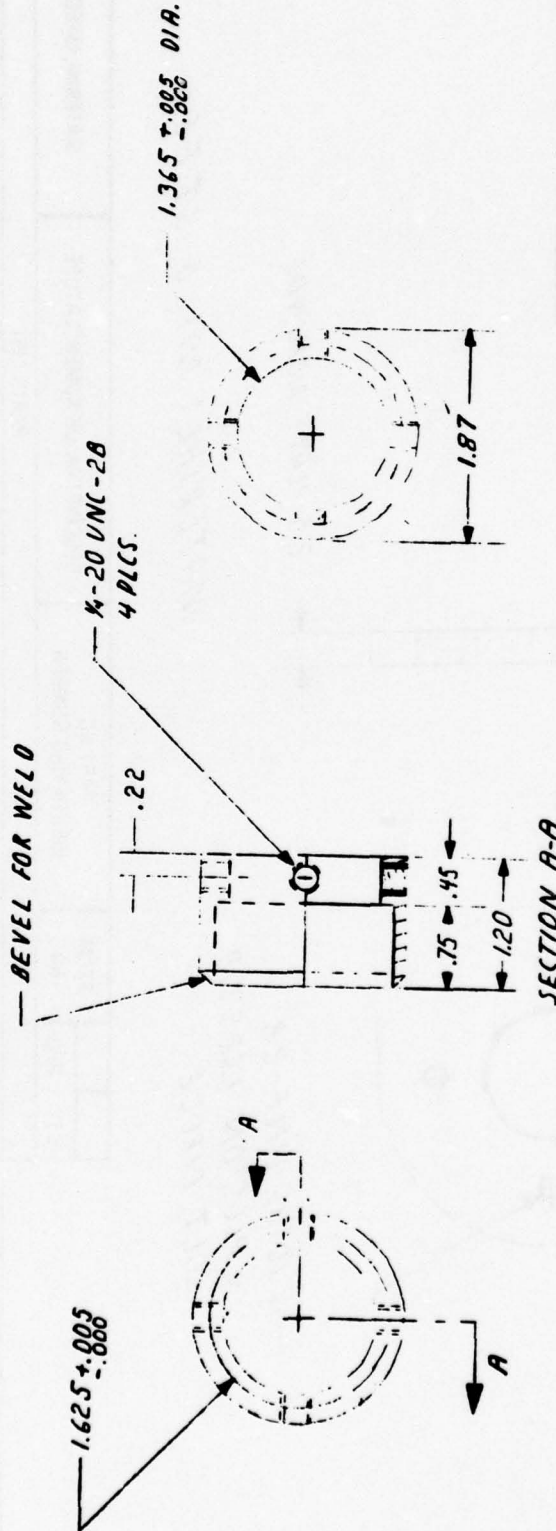 BEVEL FOR WELD
.22
¼-20 UNC-2B
4 PLCS.
1.365 +.005 -.000 DIA.
1.625 +.005 -.000
A
A
.75
.45
1.20
SECTION A-A
1.87